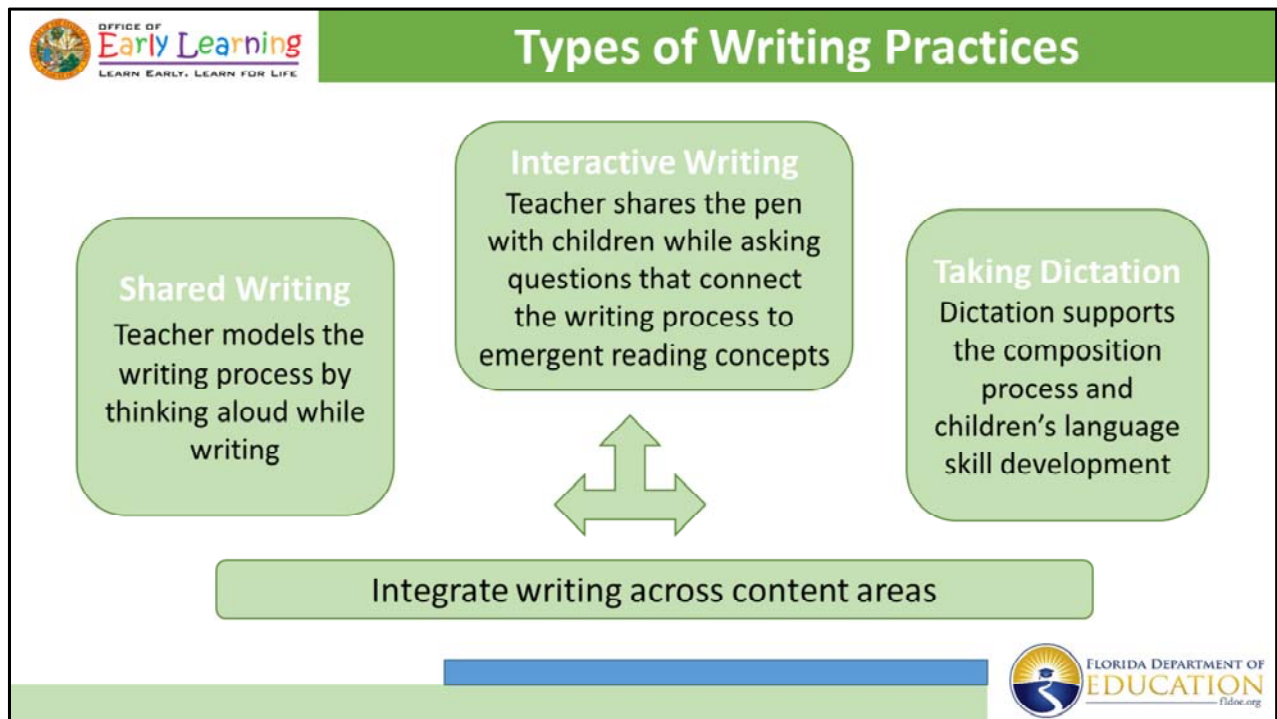 OFFICE OF
Early Learning
LEARN EARLY. LEARN FOR LIFE
Types of Writing Practices
Shared Writing
Teacher models the
writing process by
thinking aloud while
writing
Interactive Writing
Teacher shares the pen
with children while asking
questions that connect
the writing process to
emergent reading concepts
Taking Dictation
Dictation supports
the composition
process and
children's language
skill development
Integrate writing across content areas
FLORIDA DEPARTMENT OF
EDUCATION
fldoe.org